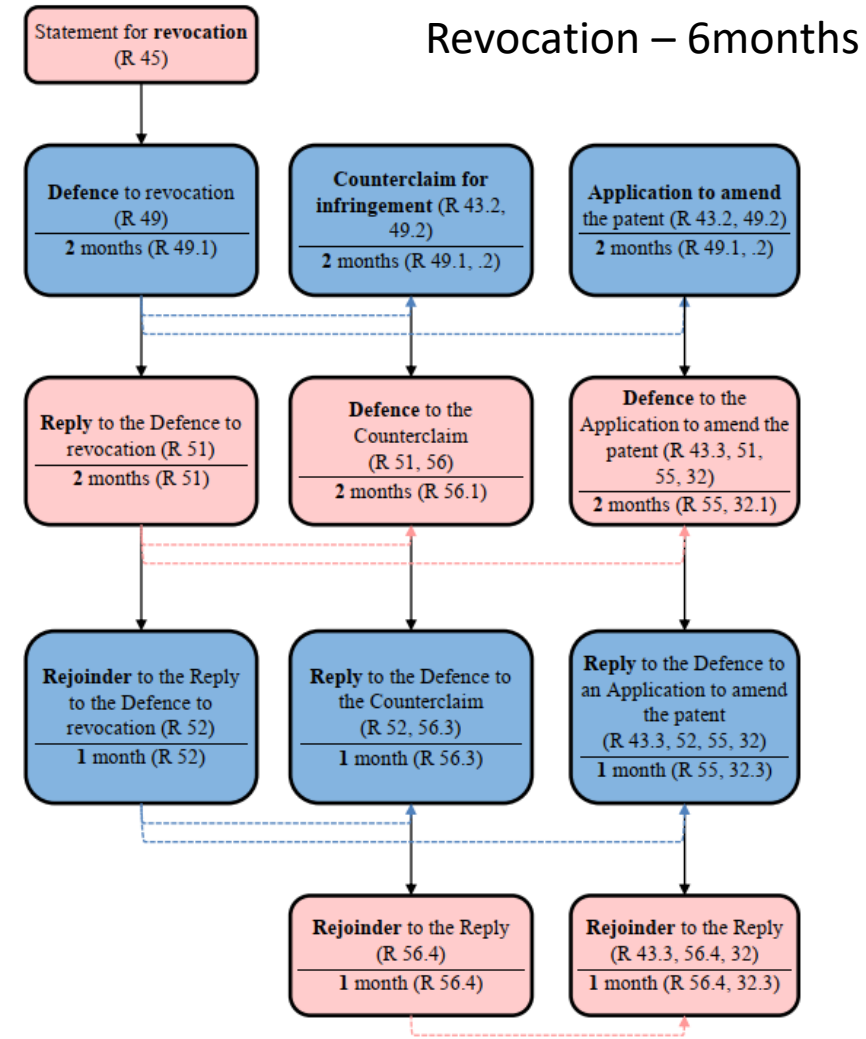 Statement for revocation
(R 45)
Revocation – 6months
Defence to revocation
(R 49)
2 months (R 49.1)
Counterclaim for
infringement (R 43.2,
49.2)
2 months (R 49.1, .2)
Application to amend
the patent (R 43.2, 49.2)
2 months (R 49.1, .2)
Reply to the Defence to
revocation (R 51)
2 months (R 51)
Defence to the
Counterclaim
(R 51, 56)
2 months (R 56.1)
Defence to the
Application to amend the
patent (R 43.3, 51,
55, 32)
2 months (R 55, 32.1)
Rejoinder to the Reply
to the Defence to
revocation (R 52)
1 month (R 52)
Reply to the Defence to
the Counterclaim
(R 52, 56.3)
1 month (R 56.3)
Reply to the Defence to
an Application to amend
the patent
(R 43.3, 52, 55, 32)
1 month (R 55, 32.3)
Rejoinder to the Reply
(R 56.4)
1 month (R 56.4)
Rejoinder to the Reply
(R 43.3, 56.4, 32)
1 month (R 56.4, 32.3)